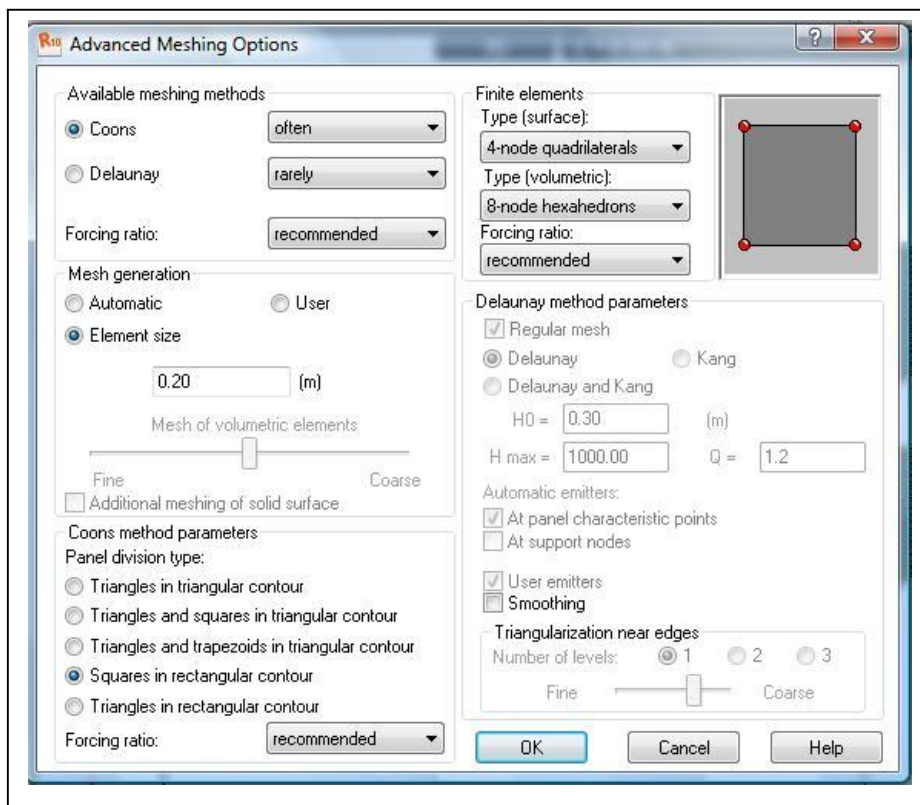 R10 Advanced Meshing Options
Available meshing methods
Coons often
Delaunay rarely
Forcing ratio: recommended
Mesh generation
Automatic User
Element size
0.20 (m)
Mesh of volumetric elements
Fine Coarse
Additional meshing of solid surface
Coons method parameters
Panel division type:
Triangles in triangular contour
Triangles and squares in triangular contour
Triangles and trapezoids in triangular contour
Squares in rectangular contour
Triangles in rectangular contour
Forcing ratio: recommended
Finite elements
Type (surface):
4-node quadrilaterals
Type (volumetric):
8-node hexahedrons
Forcing ratio:
recommended
Delaunay method parameters
Regular mesh
Delaunay Kang
Delaunay and Kang
H0 = 0.30 (m)
H max = 1000.00 Q = 1.2
Automatic emitters:
At panel characteristic points
At support nodes
User emitters
Smoothing
Triangularization near edges
Number of levels: 1 2 3
Fine Coarse
OK Cancel Help